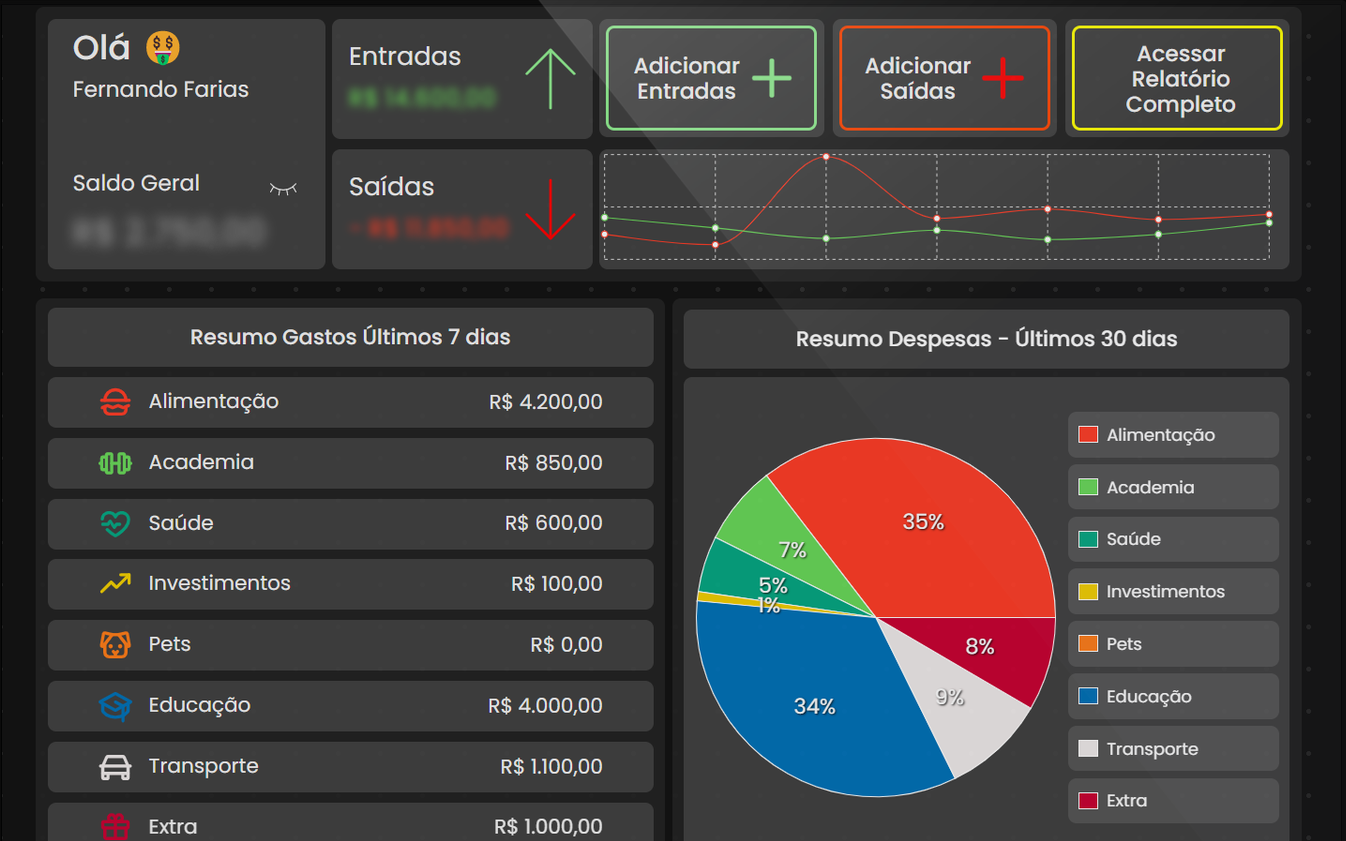 Olá
Fernando Farias
Saldo Geral
Entradas
Saídas
Adicionar
Entradas
Adicionar
Saídas
Acessar
Relatório
Completo
Resumo Gastos Últimos 7 dias
Alimentação R$ 4.200,00
Academia R$ 850,00
Saúde R$ 600,00
Investimentos R$ 100,00
Pets R$ 0,00
Educação R$ 4.000,00
Transporte R$ 1.100,00
Extra R$ 1.000,00
Resumo Despesas - Últimos 30 dias
35%
7%
5%
1%
34%
9%
8%
Alimentação
Academia
Saúde
Investimentos
Pets
Educação
Transporte
Extra